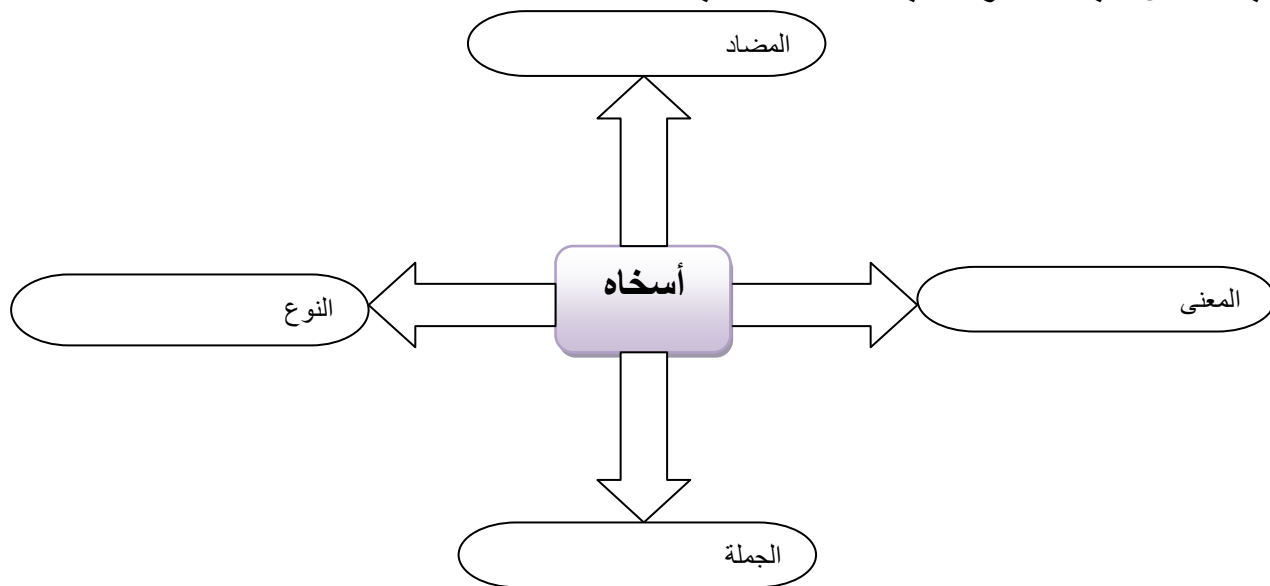 المضاد
أسخاه
المعنى
النوع
الجملة